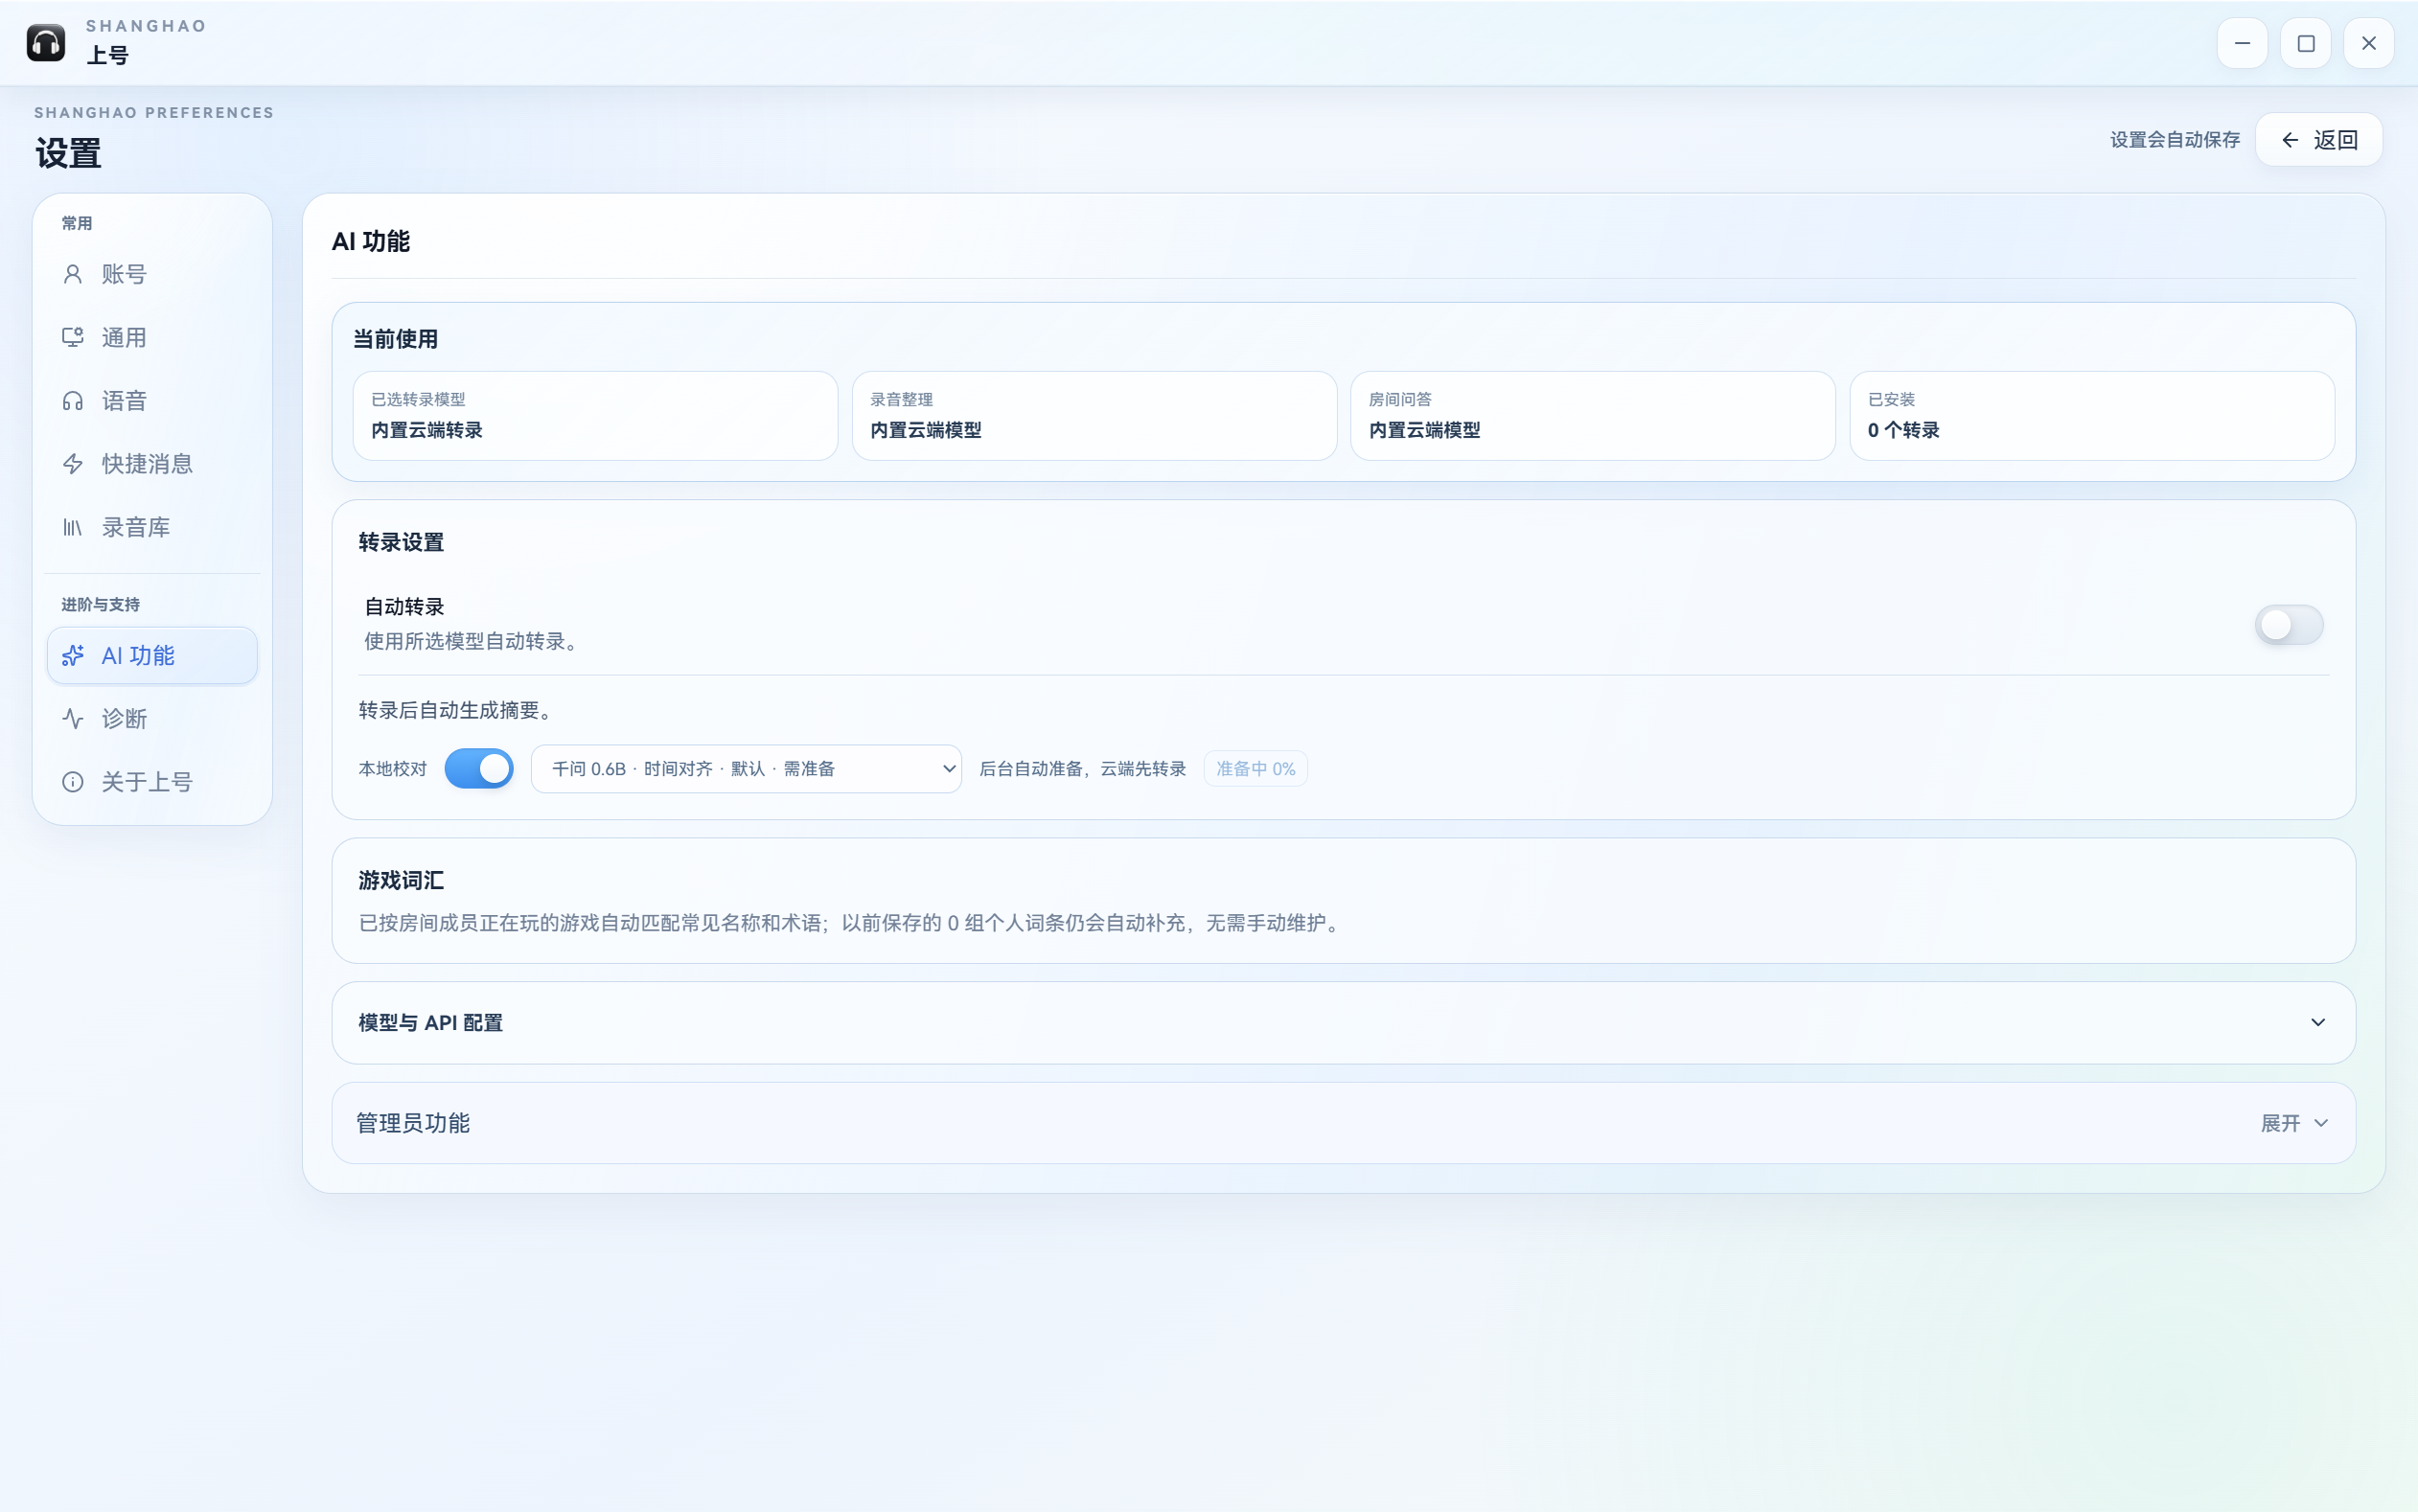 SHANGHAO
上号
SHANGHAO PREFERENCES
设置
设置会自动保存
返回
常用
账号
通用
语音
快捷消息
录音库
进阶与支持
AI 功能
诊断
关于上号
AI 功能
当前使用
已选转录模型
内置云端转录
录音整理
内置云端模型
房间问答
内置云端模型
已安装
0 个转录
转录设置
自动转录
使用所选模型自动转录。
转录后自动生成摘要。
本地校对 千问 0.6B · 时间对齐 · 默认 · 需准备 后台自动准备，云端先转录 准备中 0%
游戏词汇
已按房间成员正在玩的游戏自动匹配常见名称和术语；以前保存的 0 组个人词条仍会自动补充，无需手动维护。
模型与 API 配置
管理员功能 展开